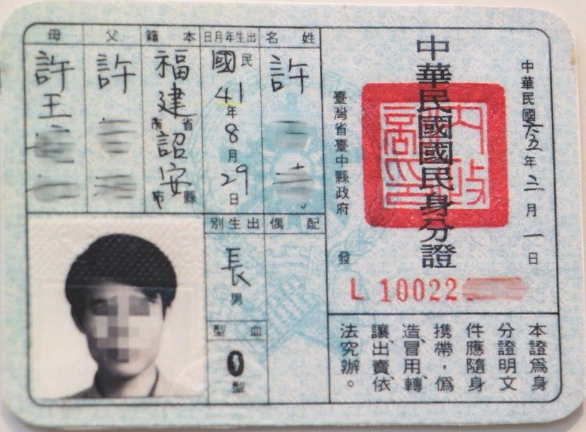 中華民國六五年三月一日
中華民國國民身分證
臺灣省臺中縣政府 發
L 10022
本證為身
分證明文
件應隨身
攜帶，偽
造、冒用、轉
讓出賣依
法究辦。
姓名
許
出生年月日
民國41年8月29日
本籍
福建省市詔安縣市
父
許
母
許王
配偶
出生別
長男
血型
O型